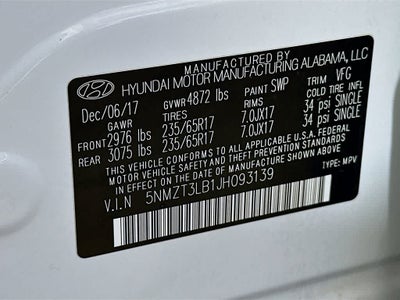 MANUFACTURED BY
HYUNDAI MOTOR MANUFACTURING ALABAMA, LLC
Dec/06/17 GVWR 4872 lbs PAINT SWP TRIM VFG
GAWR TIRES RIMS COLD TIRE INFL
FRONT 2976 lbs 235/65R17 7.0JX17 34 psi SINGLE
REAR 3075 lbs 235/65R17 7.0JX17 34 psi SINGLE
THIS VEHICLE CONFORMS TO ALL APPLICABLE U.S.A FEDERAL
MOTOR VEHICLE SAFETY AND THEFT PREVENTION STANDARDS
IN EFFECT ON THE DATE OF MANUFACTURE SHOWN ABOVE.
V.I.N 5NMZT3LB1JH093139 TYPE: MPV